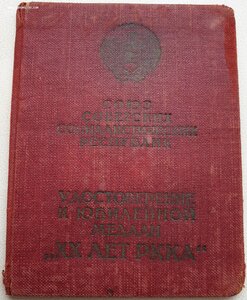 СОЮЗ
СОВЕТСКИХ
СОЦИАЛИСТИЧЕСКИХ
РЕСПУБЛИК
УДОСТОВЕРЕНИЕ
К ЮБИЛЕЙНОЙ
МЕДАЛИ
„XX ЛЕТ РККА"